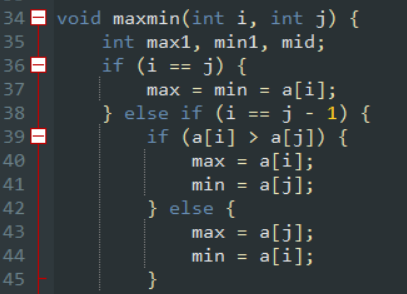 34 void maxmin(int i, int j) {
35     int max1, min1, mid;
36     if (i == j) {
37         max = min = a[i];
38     } else if (i == j - 1) {
39         if (a[i] > a[j]) {
40             max = a[i];
41             min = a[j];
42         } else {
43             max = a[j];
44             min = a[i];
45         }